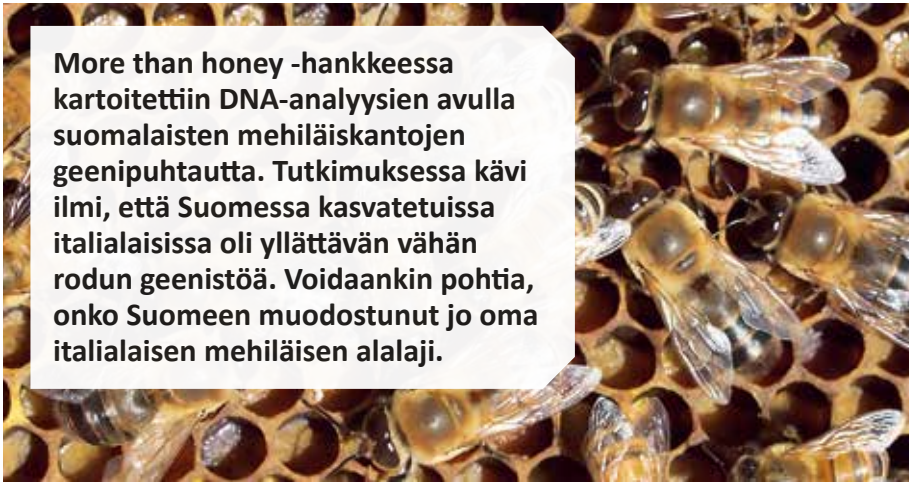 More than honey -hankkeessa
kartoitettiin DNA-analyysien avulla
suomalaisten mehiläiskantojen
geenipuhtautta. Tutkimuksessa kävi
ilmi, että Suomessa kasvatetuissa
italialaisissa oli yllättävän vähän
rodun geenistöä. Voidaankin pohtia,
onko Suomeen muodostunut jo oma
italialaisen mehiläisen alalaji.